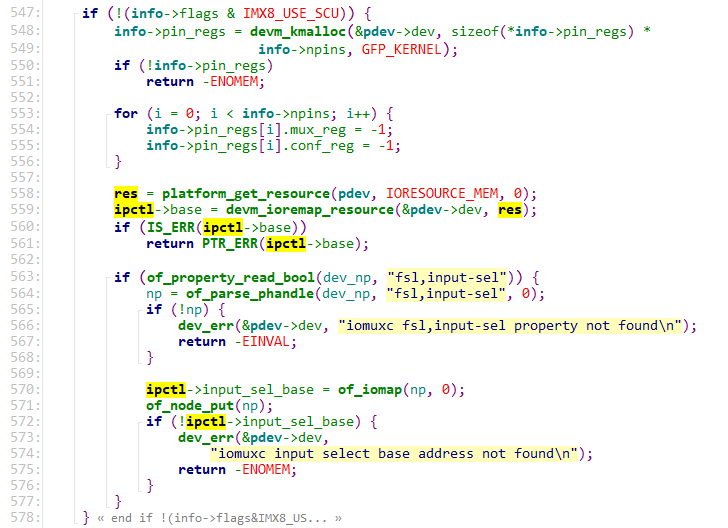 547: if (!(info->flags & IMX8_USE_SCU)) {
548: info->pin_regs = devm_kmalloc(&pdev->dev, sizeof(*info->pin_regs) *
549: info->npins, GFP_KERNEL);
550: if (!info->pin_regs)
551: return -ENOMEM;
552:
553: for (i = 0; i < info->npins; i++) {
554: info->pin_regs[i].mux_reg = -1;
555: info->pin_regs[i].conf_reg = -1;
556: }
557:
558: res = platform_get_resource(pdev, IORESOURCE_MEM, 0);
559: ipctl->base = devm_ioremap_resource(&pdev->dev, res);
560: if (IS_ERR(ipctl->base))
561: return PTR_ERR(ipctl->base);
562:
563: if (of_property_read_bool(dev_np, "fsl,input-sel")) {
564: np = of_parse_phandle(dev_np, "fsl,input-sel", 0);
565: if (!np) {
566: dev_err(&pdev->dev, "iomuxc fsl,input-sel property not found\n");
567: return -EINVAL;
568: }
569:
570: ipctl->input_sel_base = of_iomap(np, 0);
571: of_node_put(np);
572: if (!ipctl->input_sel_base) {
573: dev_err(&pdev->dev,
574: "iomuxc input select base address not found\n");
575: return -ENOMEM;
576: }
577: }
578: } « end if !(info->flags&IMX8_US... »